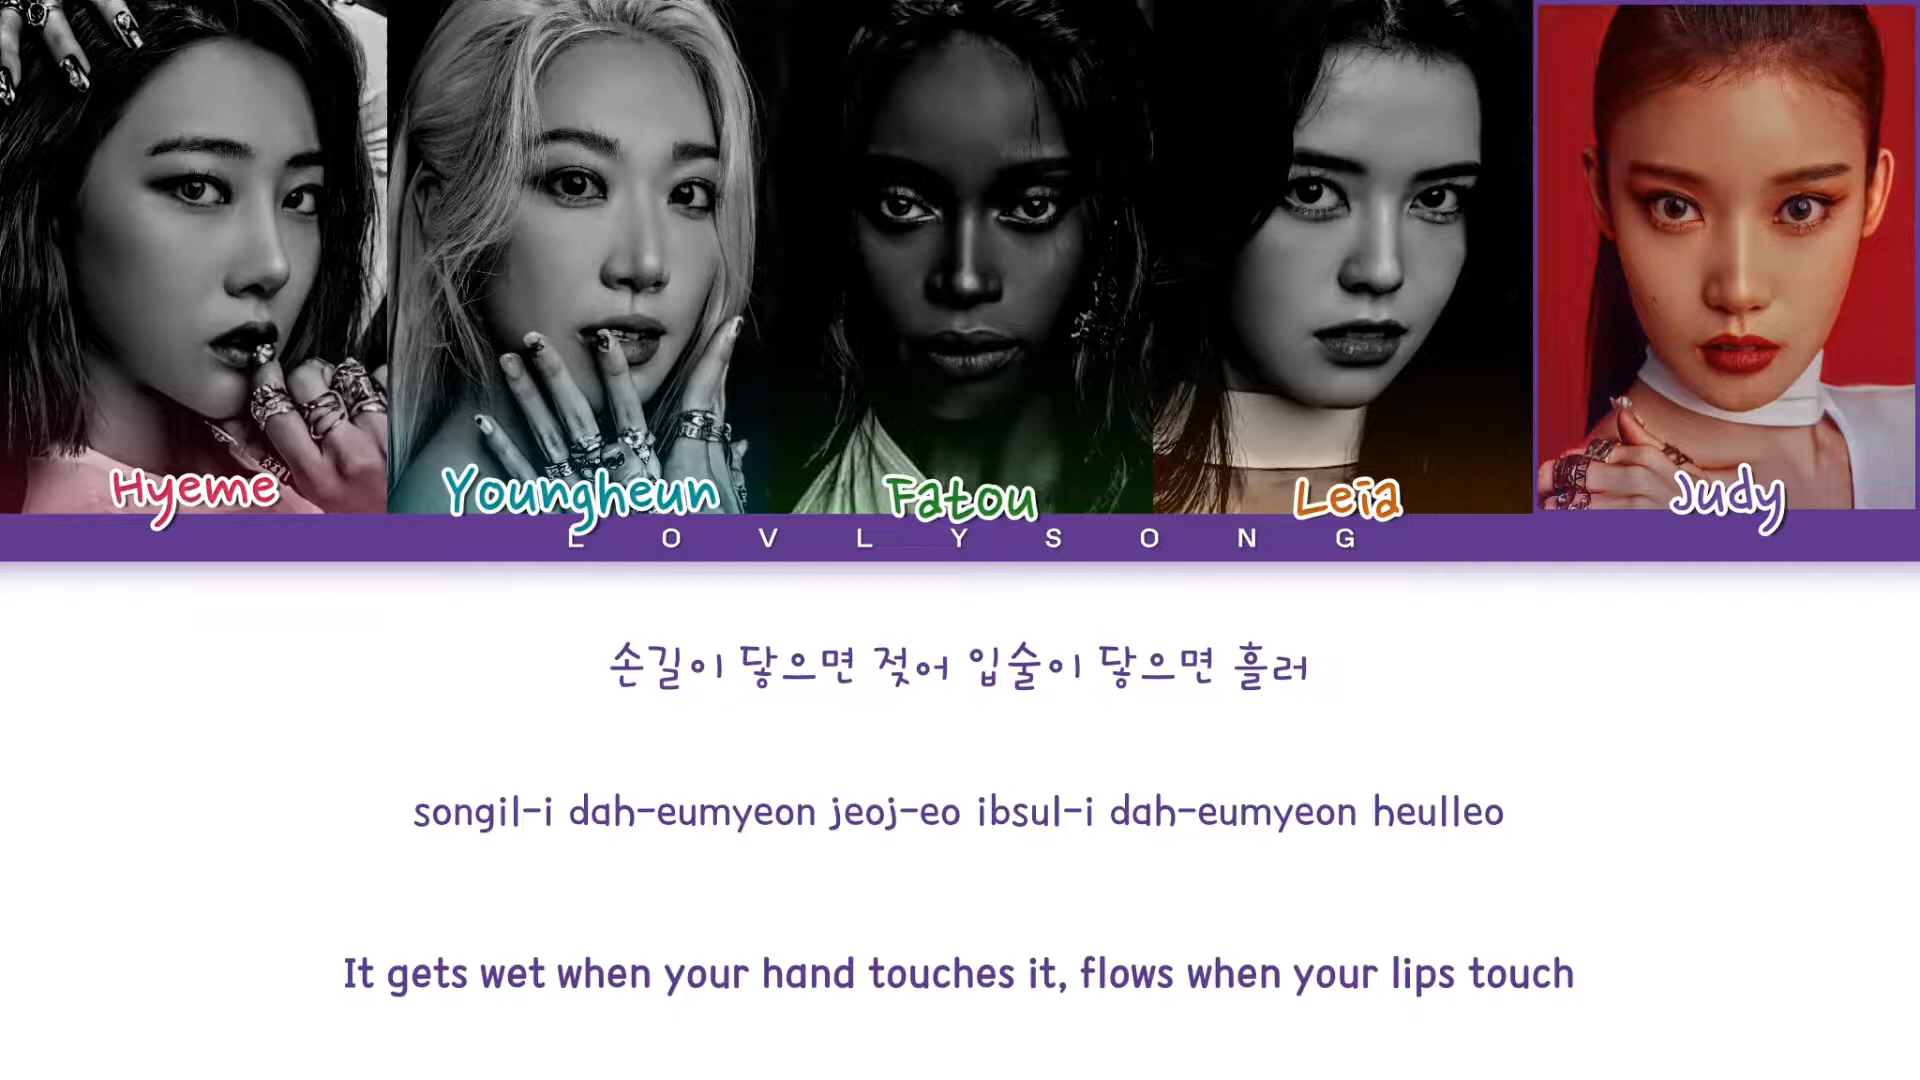 Hyeme Youngheun Fatou Leia Judy
LOVLYSONG
손길이 닿으면 젖어 입술이 닿으면 흘러
songil-i dah-eumyeon jeoj-eo ibsul-i dah-eumyeon heulleo
It gets wet when your hand touches it, flows when your lips touch